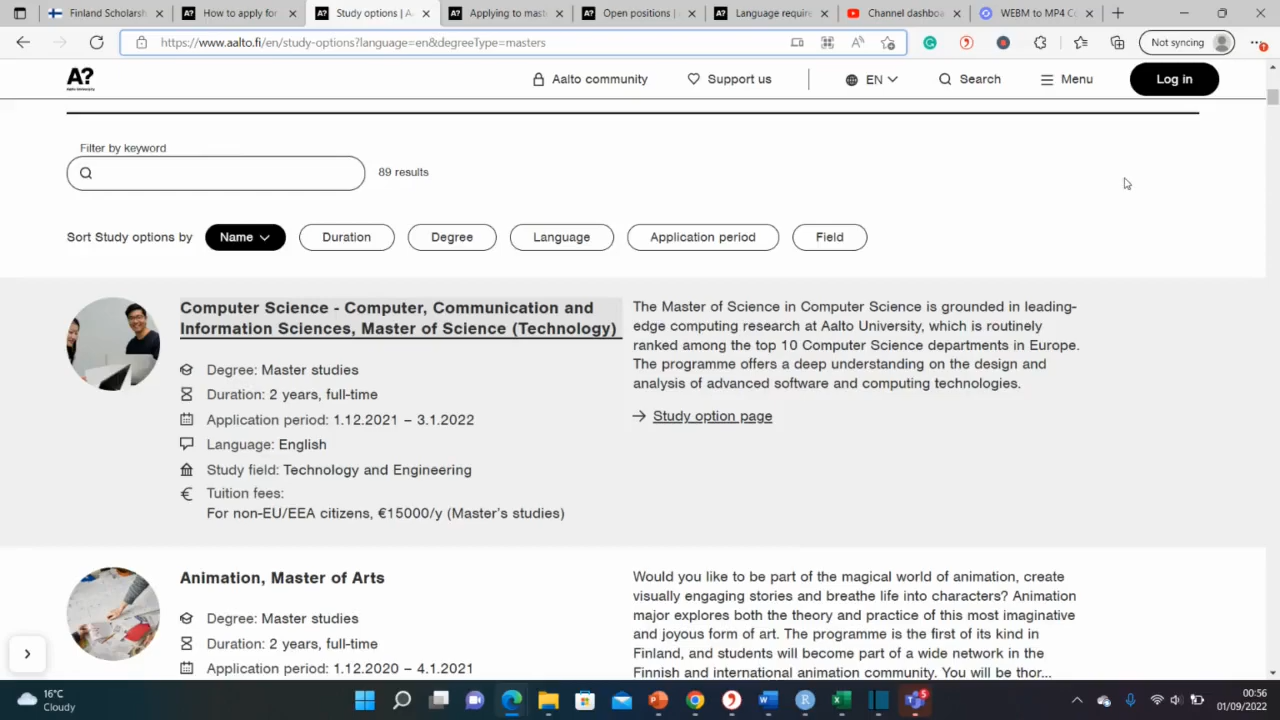 Finland Scholarsh
How to apply for
Study options | A
Applying to mast
Open positions |
Language require
Channel dashboa
WEBM to MP4 C
https://www.aalto.fi/en/study-options?language=en&degreeType=masters
Not syncing
A?
Aalto University
Aalto community
Support us
EN
Search
Menu
Log in
Filter by keyword
89 results
Sort Study options by
Name
Duration
Degree
Language
Application period
Field
Computer Science - Computer, Communication and
Information Sciences, Master of Science (Technology)
Degree: Master studies
Duration: 2 years, full-time
Application period: 1.12.2021 – 3.1.2022
Language: English
Study field: Technology and Engineering
Tuition fees:
For non-EU/EEA citizens, €15000/y (Master's studies)
The Master of Science in Computer Science is grounded in leading-
edge computing research at Aalto University, which is routinely
ranked among the top 10 Computer Science departments in Europe.
The programme offers a deep understanding on the design and
analysis of advanced software and computing technologies.
Study option page
Animation, Master of Arts
Degree: Master studies
Duration: 2 years, full-time
Application period: 1.12.2020 – 4.1.2021
Would you like to be part of the magical world of animation, create
visually engaging stories and breathe life into characters? Animation
major explores both the theory and practice of this most imaginative
and joyous form of art. The programme is the first of its kind in
Finland, and students will become part of a wide network in the
Finnish and international animation community. You will be thor...
16°C
Cloudy
00:56
01/09/2022